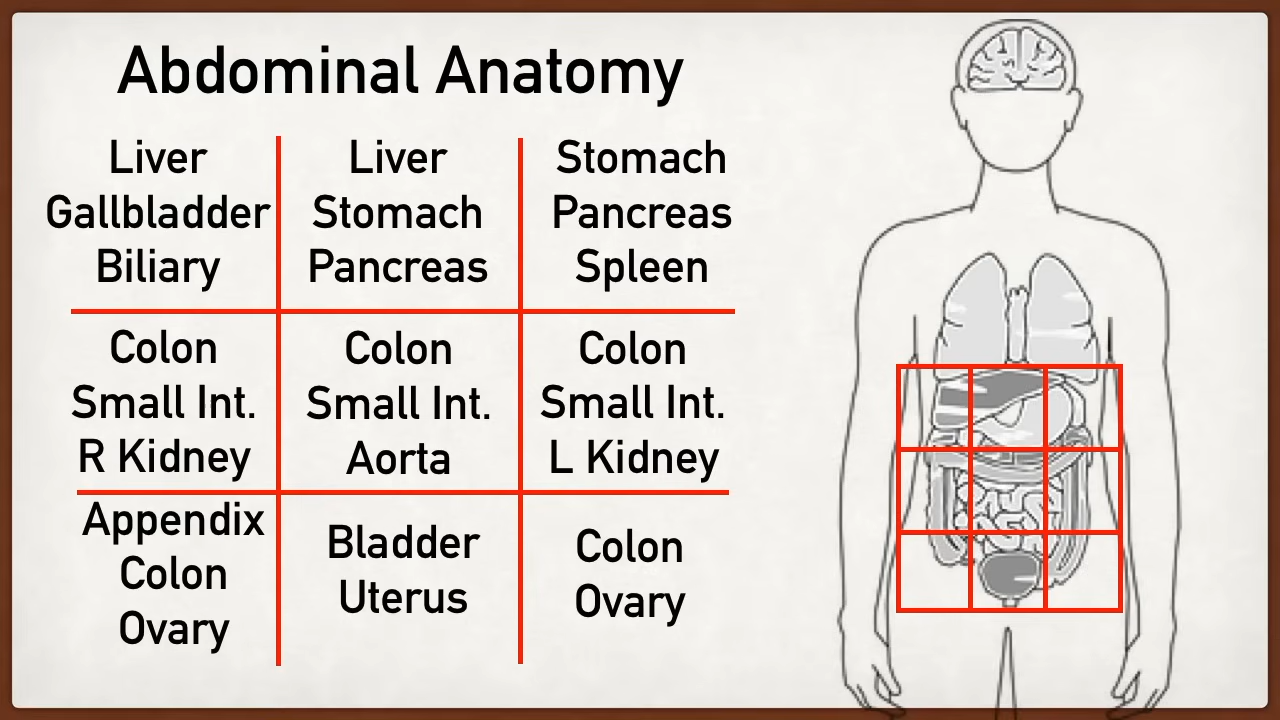 Abdominal Anatomy
Liver
Gallbladder
Biliary
Liver
Stomach
Pancreas
Stomach
Pancreas
Spleen
Colon
Small Int.
R Kidney
Colon
Small Int.
Aorta
Colon
Small Int.
L Kidney
Appendix
Colon
Ovary
Bladder
Uterus
Colon
Ovary